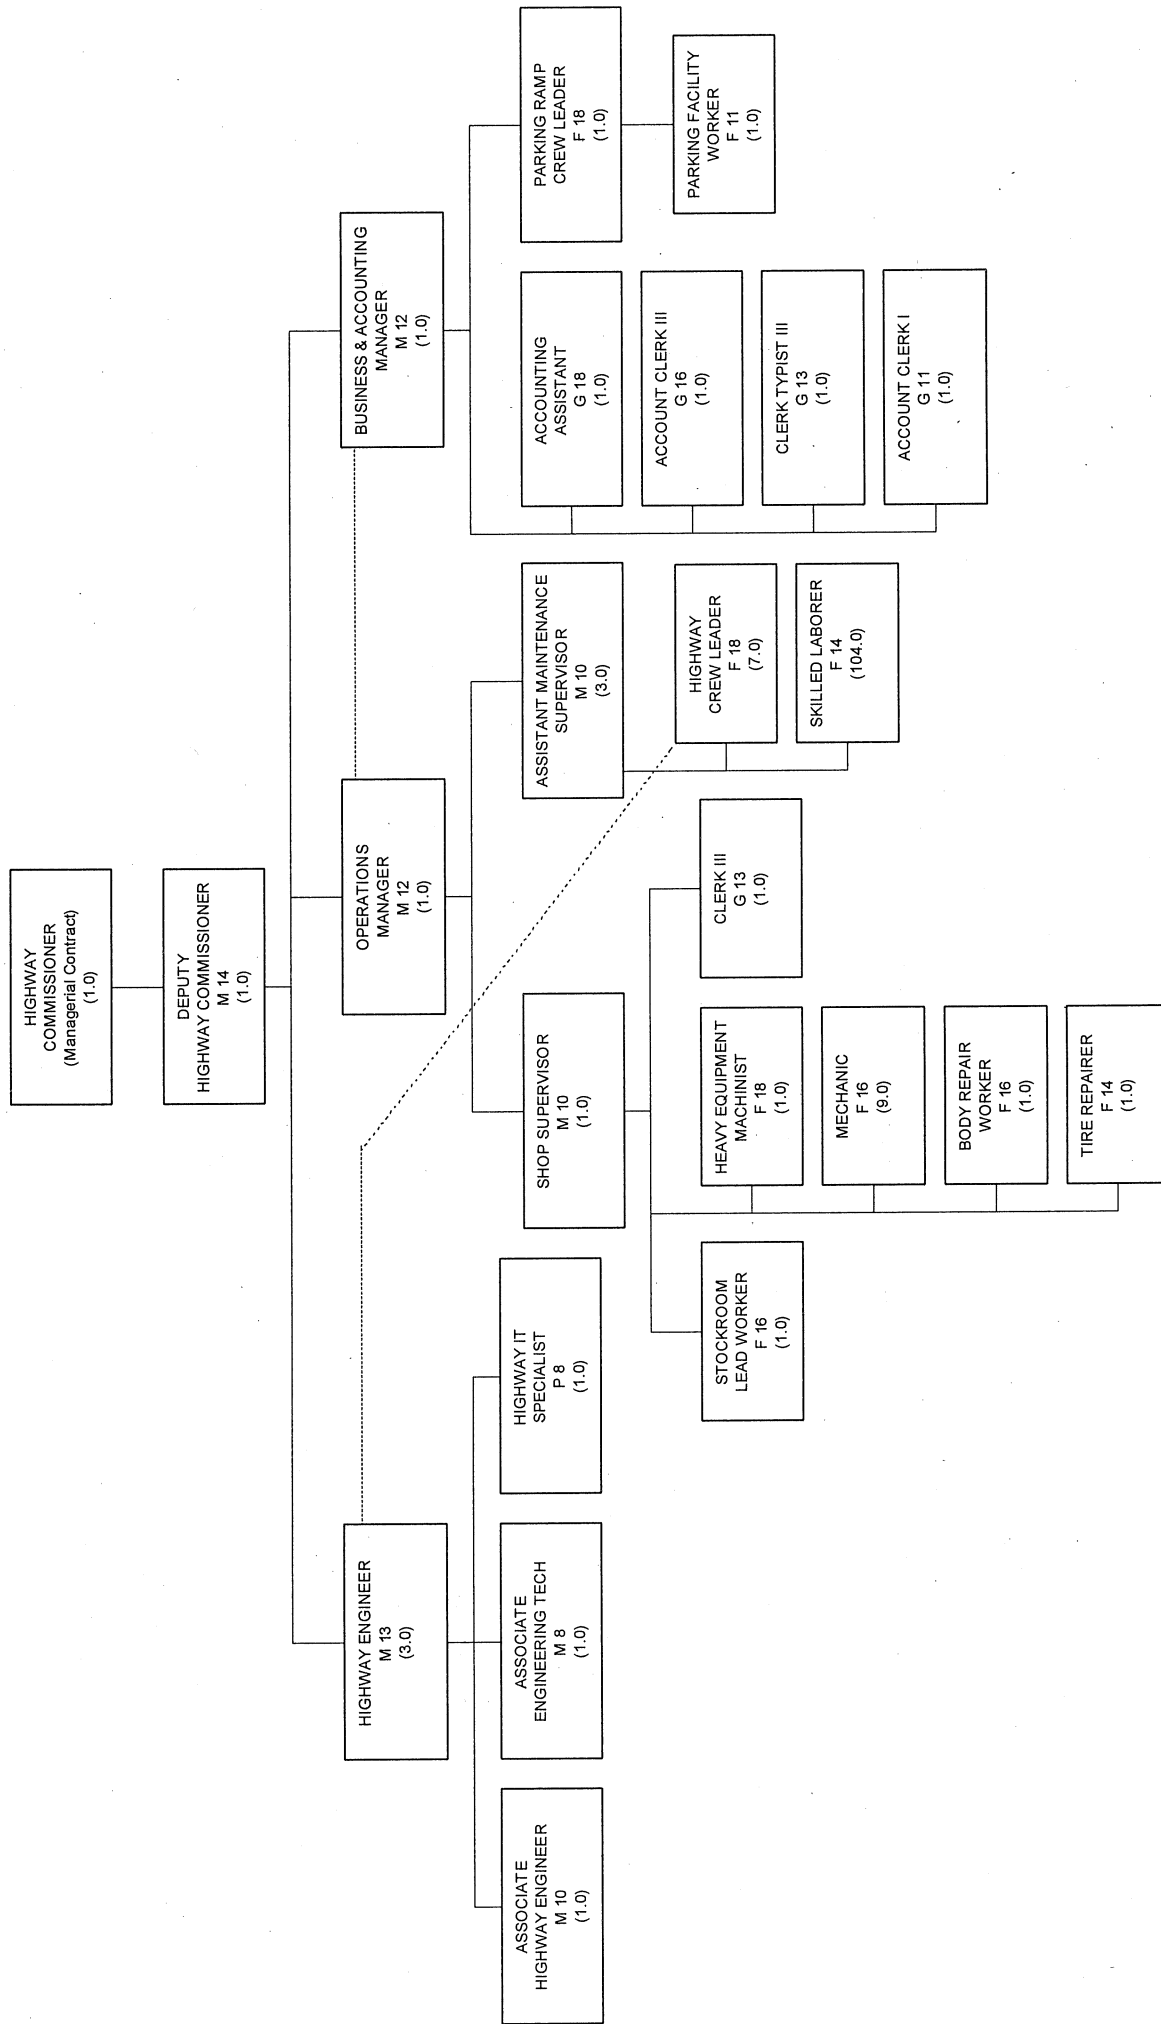 HIGHWAY
COMMISSIONER
(Managerial Contract)
(1.0)
DEPUTY
HIGHWAY COMMISSIONER
M 14
(1.0)
HIGHWAY ENGINEER
M 13
(3.0)
OPERATIONS
MANAGER
M 12
(1.0)
BUSINESS & ACCOUNTING
MANAGER
M 12
(1.0)
ASSOCIATE
HIGHWAY ENGINEER
M 10
(1.0)
ASSOCIATE
ENGINEERING TECH
M 8
(1.0)
HIGHWAY IT
SPECIALIST
P 8
(1.0)
SHOP SUPERVISOR
M 10
(1.0)
ASSISTANT MAINTENANCE
SUPERVISOR
M 10
(3.0)
ACCOUNTING
ASSISTANT
G 18
(1.0)
PARKING RAMP
CREW LEADER
F 18
(1.0)
STOCKROOM
LEAD WORKER
F 16
(1.0)
HEAVY EQUIPMENT
MACHINIST
F 18
(1.0)
CLERK III
G 13
(1.0)
HIGHWAY
CREW LEADER
F 18
(7.0)
ACCOUNT CLERK III
G 16
(1.0)
PARKING FACILITY
WORKER
F 11
(1.0)
MECHANIC
F 16
(9.0)
SKILLED LABORER
F 14
(104.0)
CLERK TYPIST III
G 13
(1.0)
BODY REPAIR
WORKER
F 16
(1.0)
ACCOUNT CLERK I
G 11
(1.0)
TIRE REPAIRER
F 14
(1.0)